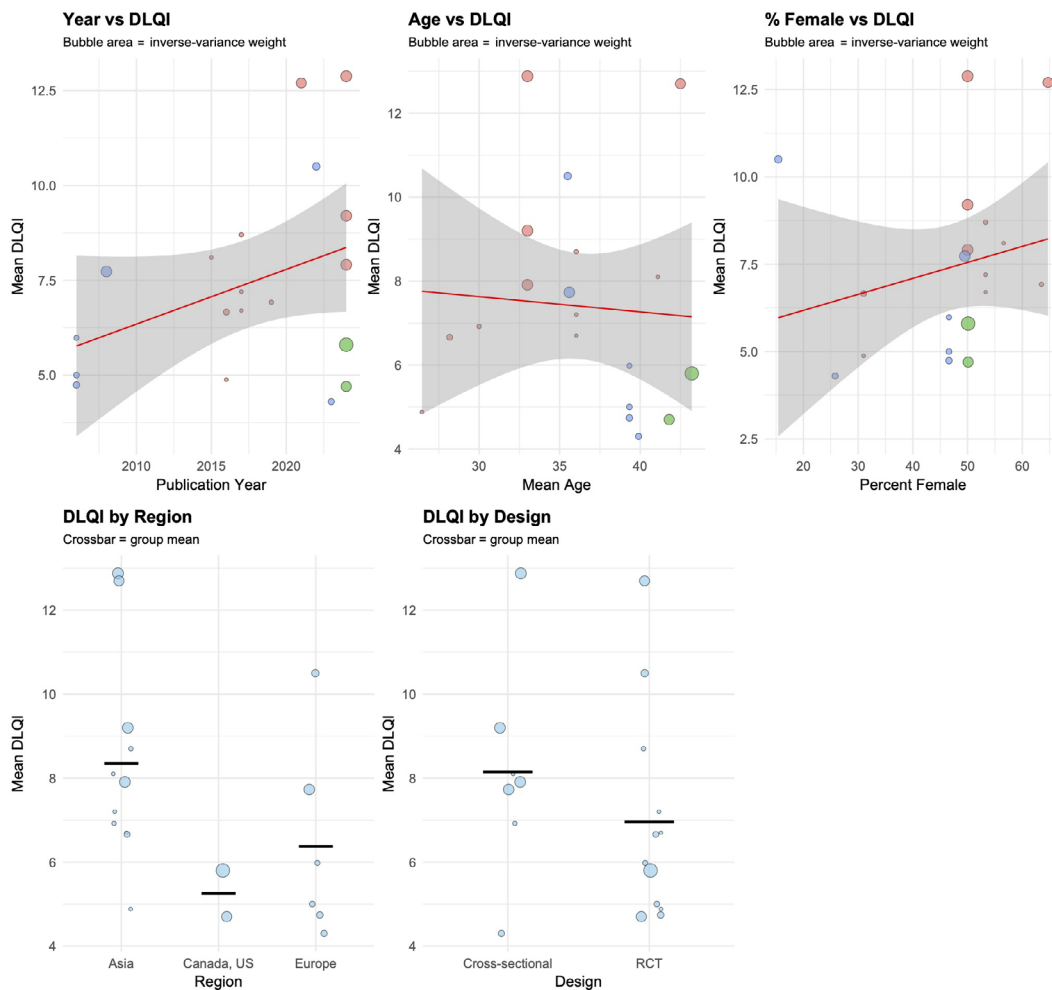 Year vs DLQI
Bubble area = inverse-variance weight
12.5
10.0
7.5
5.0
Mean DLQI
2010
2015
2020
Publication Year
Age vs DLQI
Bubble area = inverse-variance weight
12
10
8
6
4
Mean DLQI
30
35
40
Mean Age
% Female vs DLQI
Bubble area = inverse-variance weight
12.5
10.0
7.5
5.0
2.5
Mean DLQI
20
30
40
50
60
Percent Female
DLQI by Region
Crossbar = group mean
12
10
8
6
4
Mean DLQI
Asia
Canada, US
Europe
Region
DLQI by Design
Crossbar = group mean
12
10
8
6
4
Mean DLQI
Cross-sectional
RCT
Design